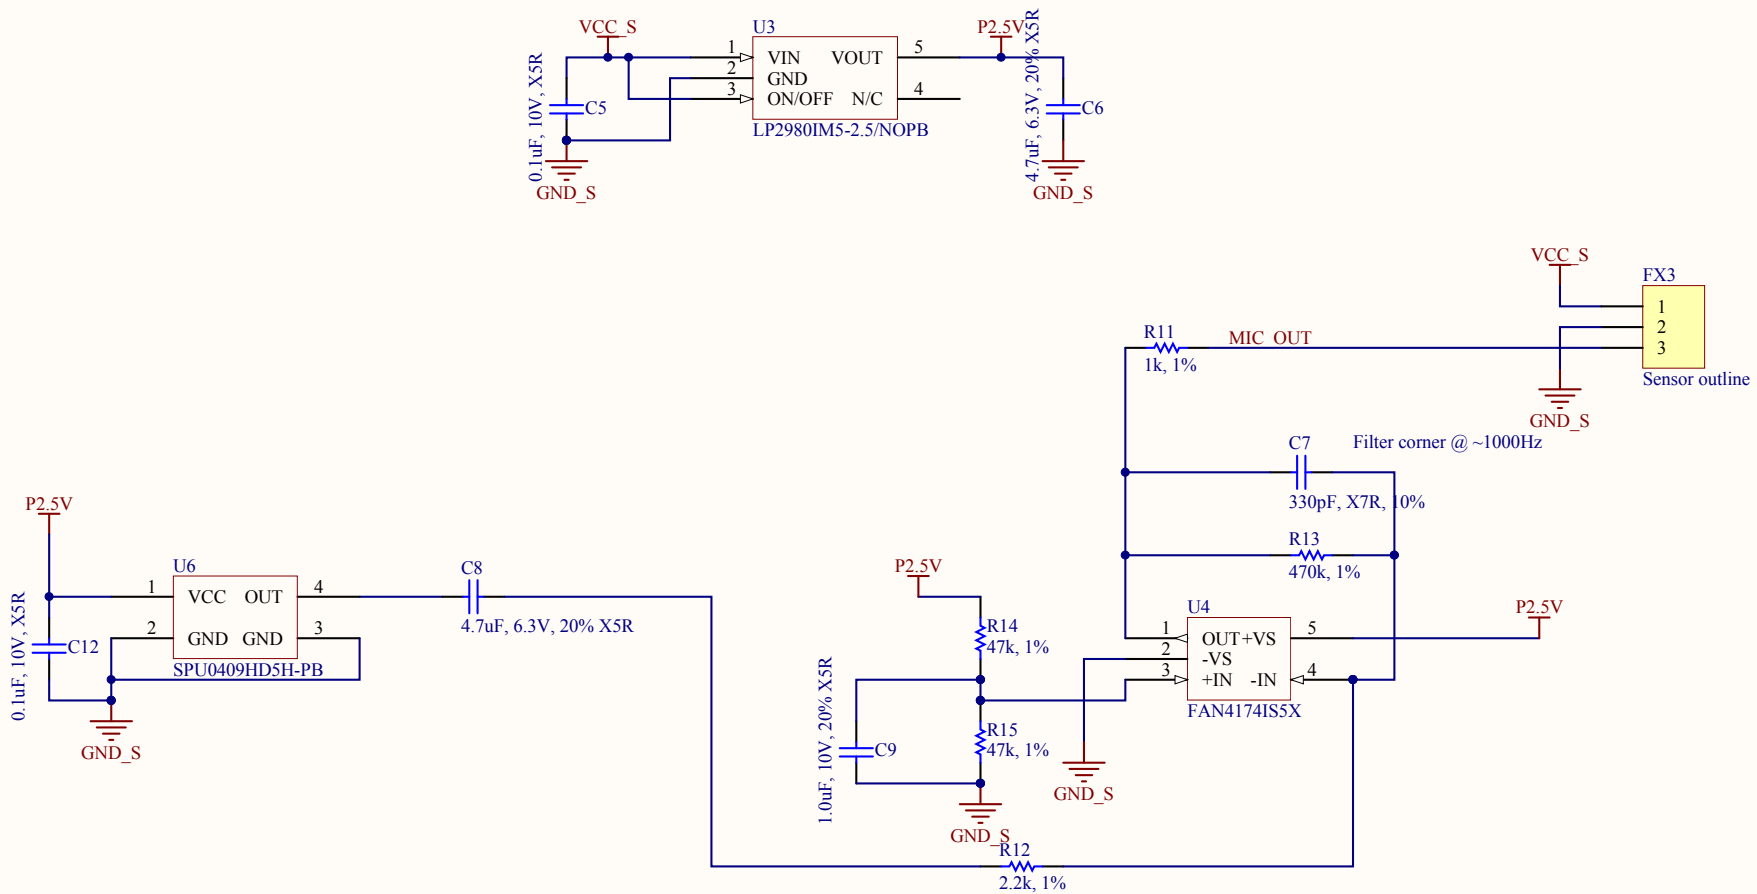 VCC_S
U3
1 VIN VOUT 5
2 GND
3 ON/OFF N/C 4
LP2980IM5-2.5/NOPB
P2.5V
C5
0.1uF, 10V, X5R
GND_S
C6
4.7uF, 6.3V, 20% X5R
GND_S
VCC_S
FX3
1
2
3
Sensor outline
GND_S
R11
1k, 1%
MIC_OUT
C7
330pF, X7R, 10%
Filter corner @ ~1000Hz
R13
470k, 1%
P2.5V
U6
1 VCC OUT 4
2 GND GND 3
SPU0409HD5H-PB
C12
0.1uF, 10V, X5R
GND_S
C8
4.7uF, 6.3V, 20% X5R
P2.5V
R14
47k, 1%
R15
47k, 1%
C9
1.0uF, 10V, 20% X5R
GND_S
U4
1 OUT +VS 5
2 -VS
3 +IN -IN 4
FAN4174IS5X
P2.5V
GND_S
R12
2.2k, 1%